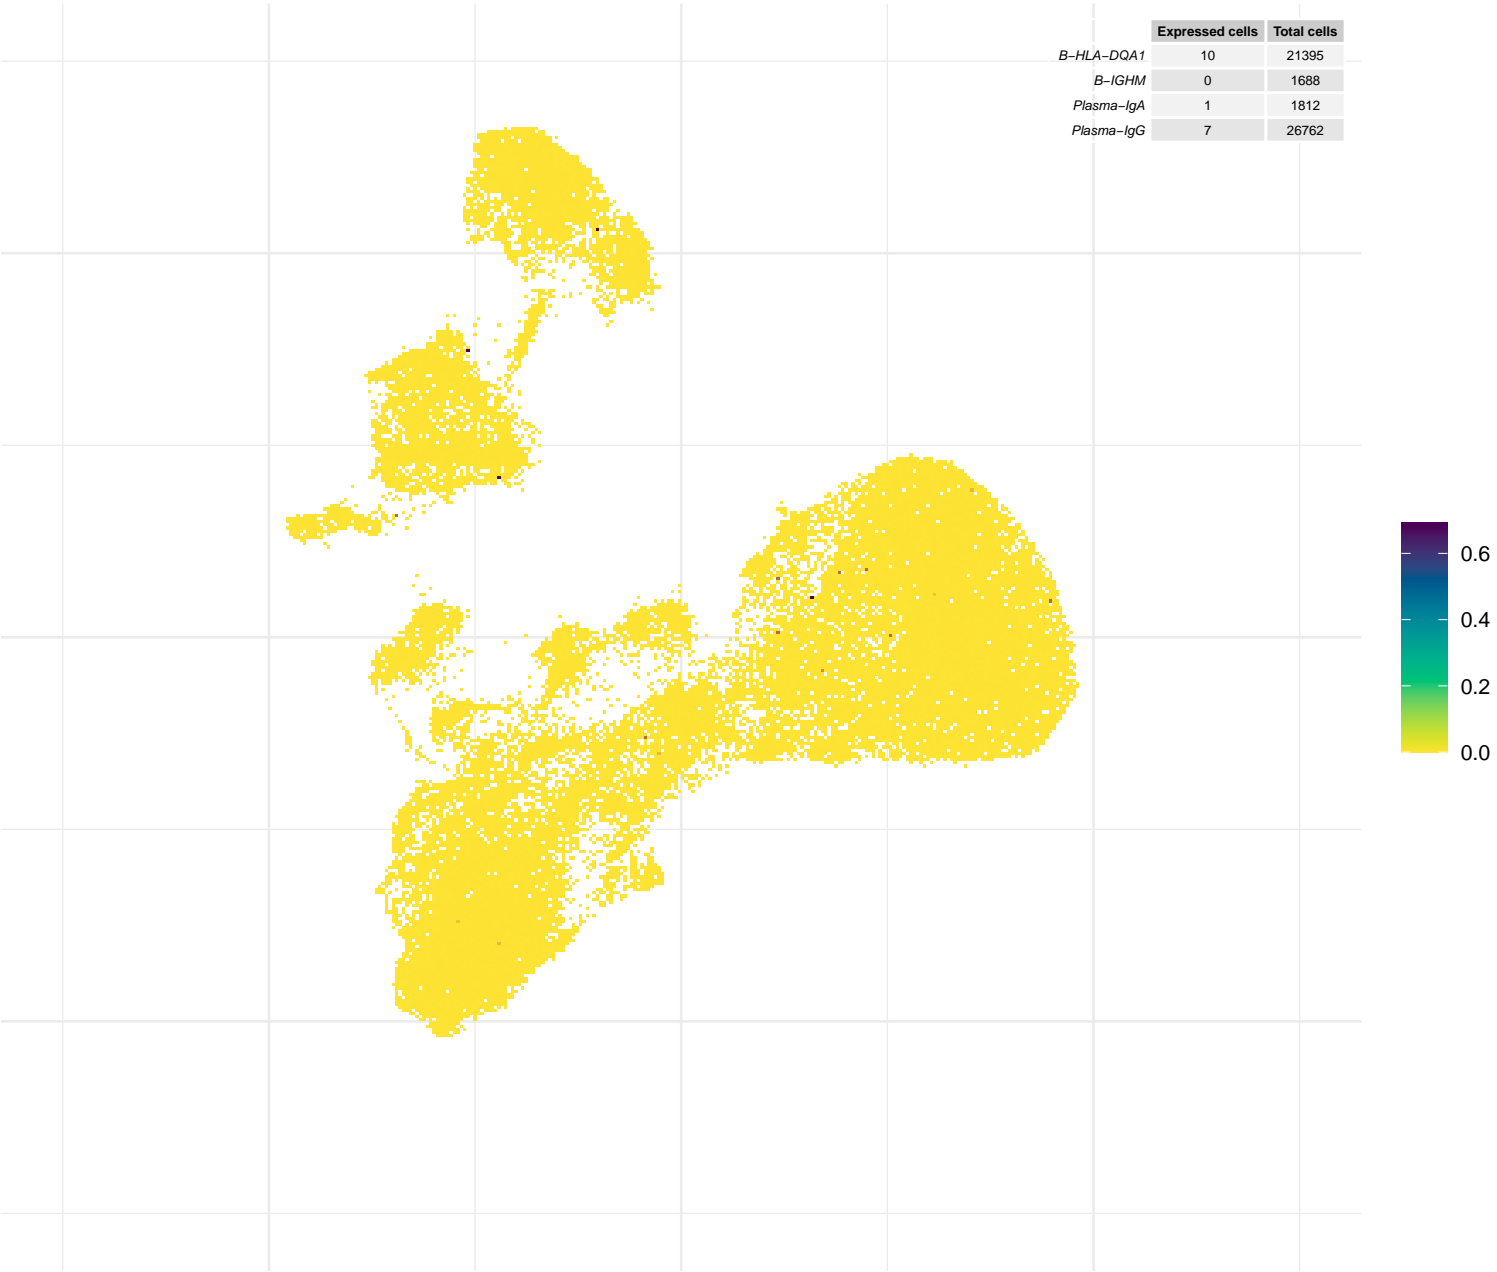 Expressed cells Total cells
B−HLA−DQA1 10 21395
B−IGHM 0 1688
Plasma−IgA 1 1812
Plasma−IgG 7 26762
0.6
0.4
0.2
0.0